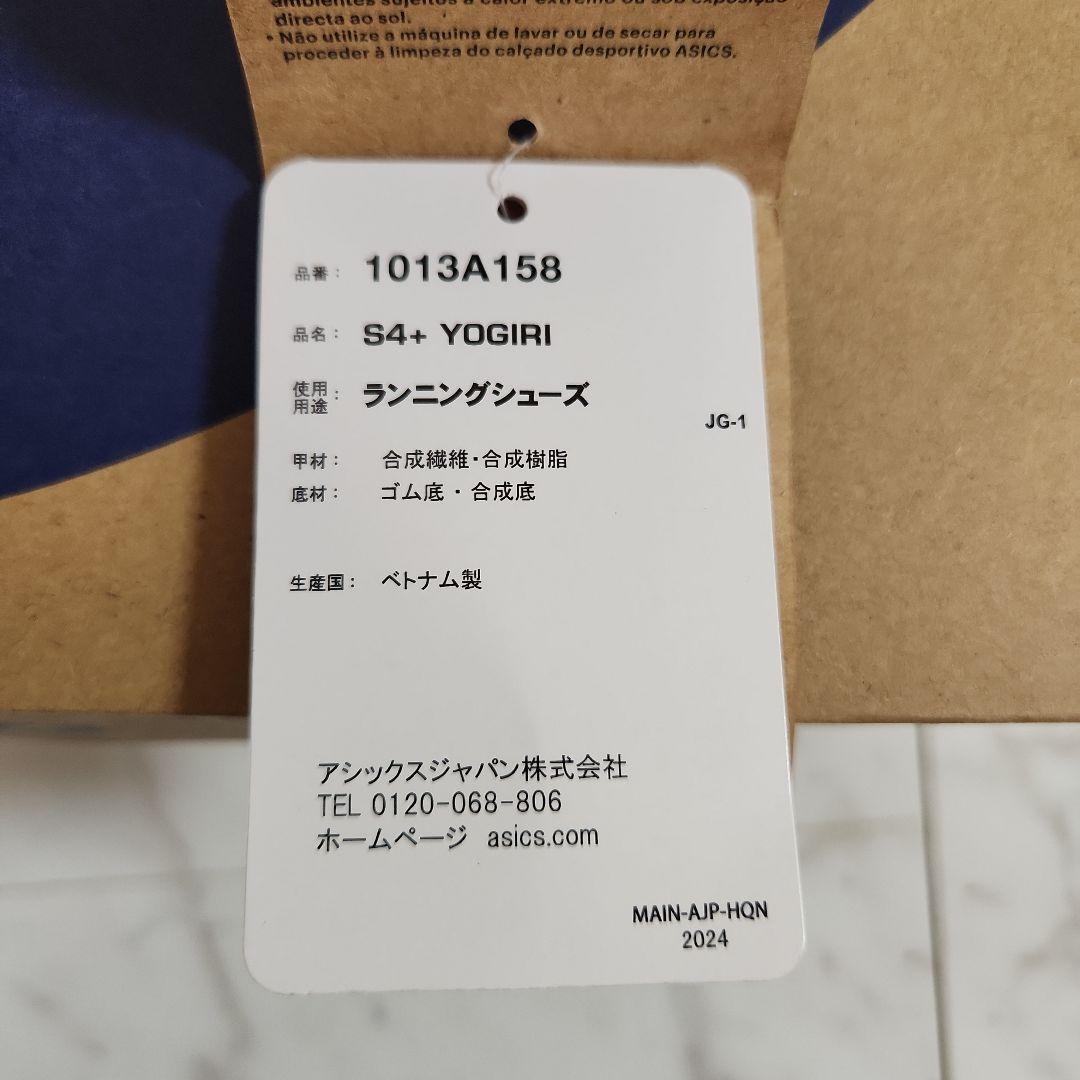 ambientes sujeitos a calor extremo ou sob exposição
directa ao sol.
• Não utilize a máquina de lavar ou de secar para
proceder à limpeza do calçado desportivo ASICS.
品番： 1013A158
品名： S4+ YOGIRI
使用用途： ランニングシューズ
JG-1
甲材： 合成繊維・合成樹脂
底材： ゴム底・合成底
生産国： ベトナム製
アシックスジャパン株式会社
TEL 0120-068-806
ホームページ asics.com
MAIN-AJP-HQN
2024